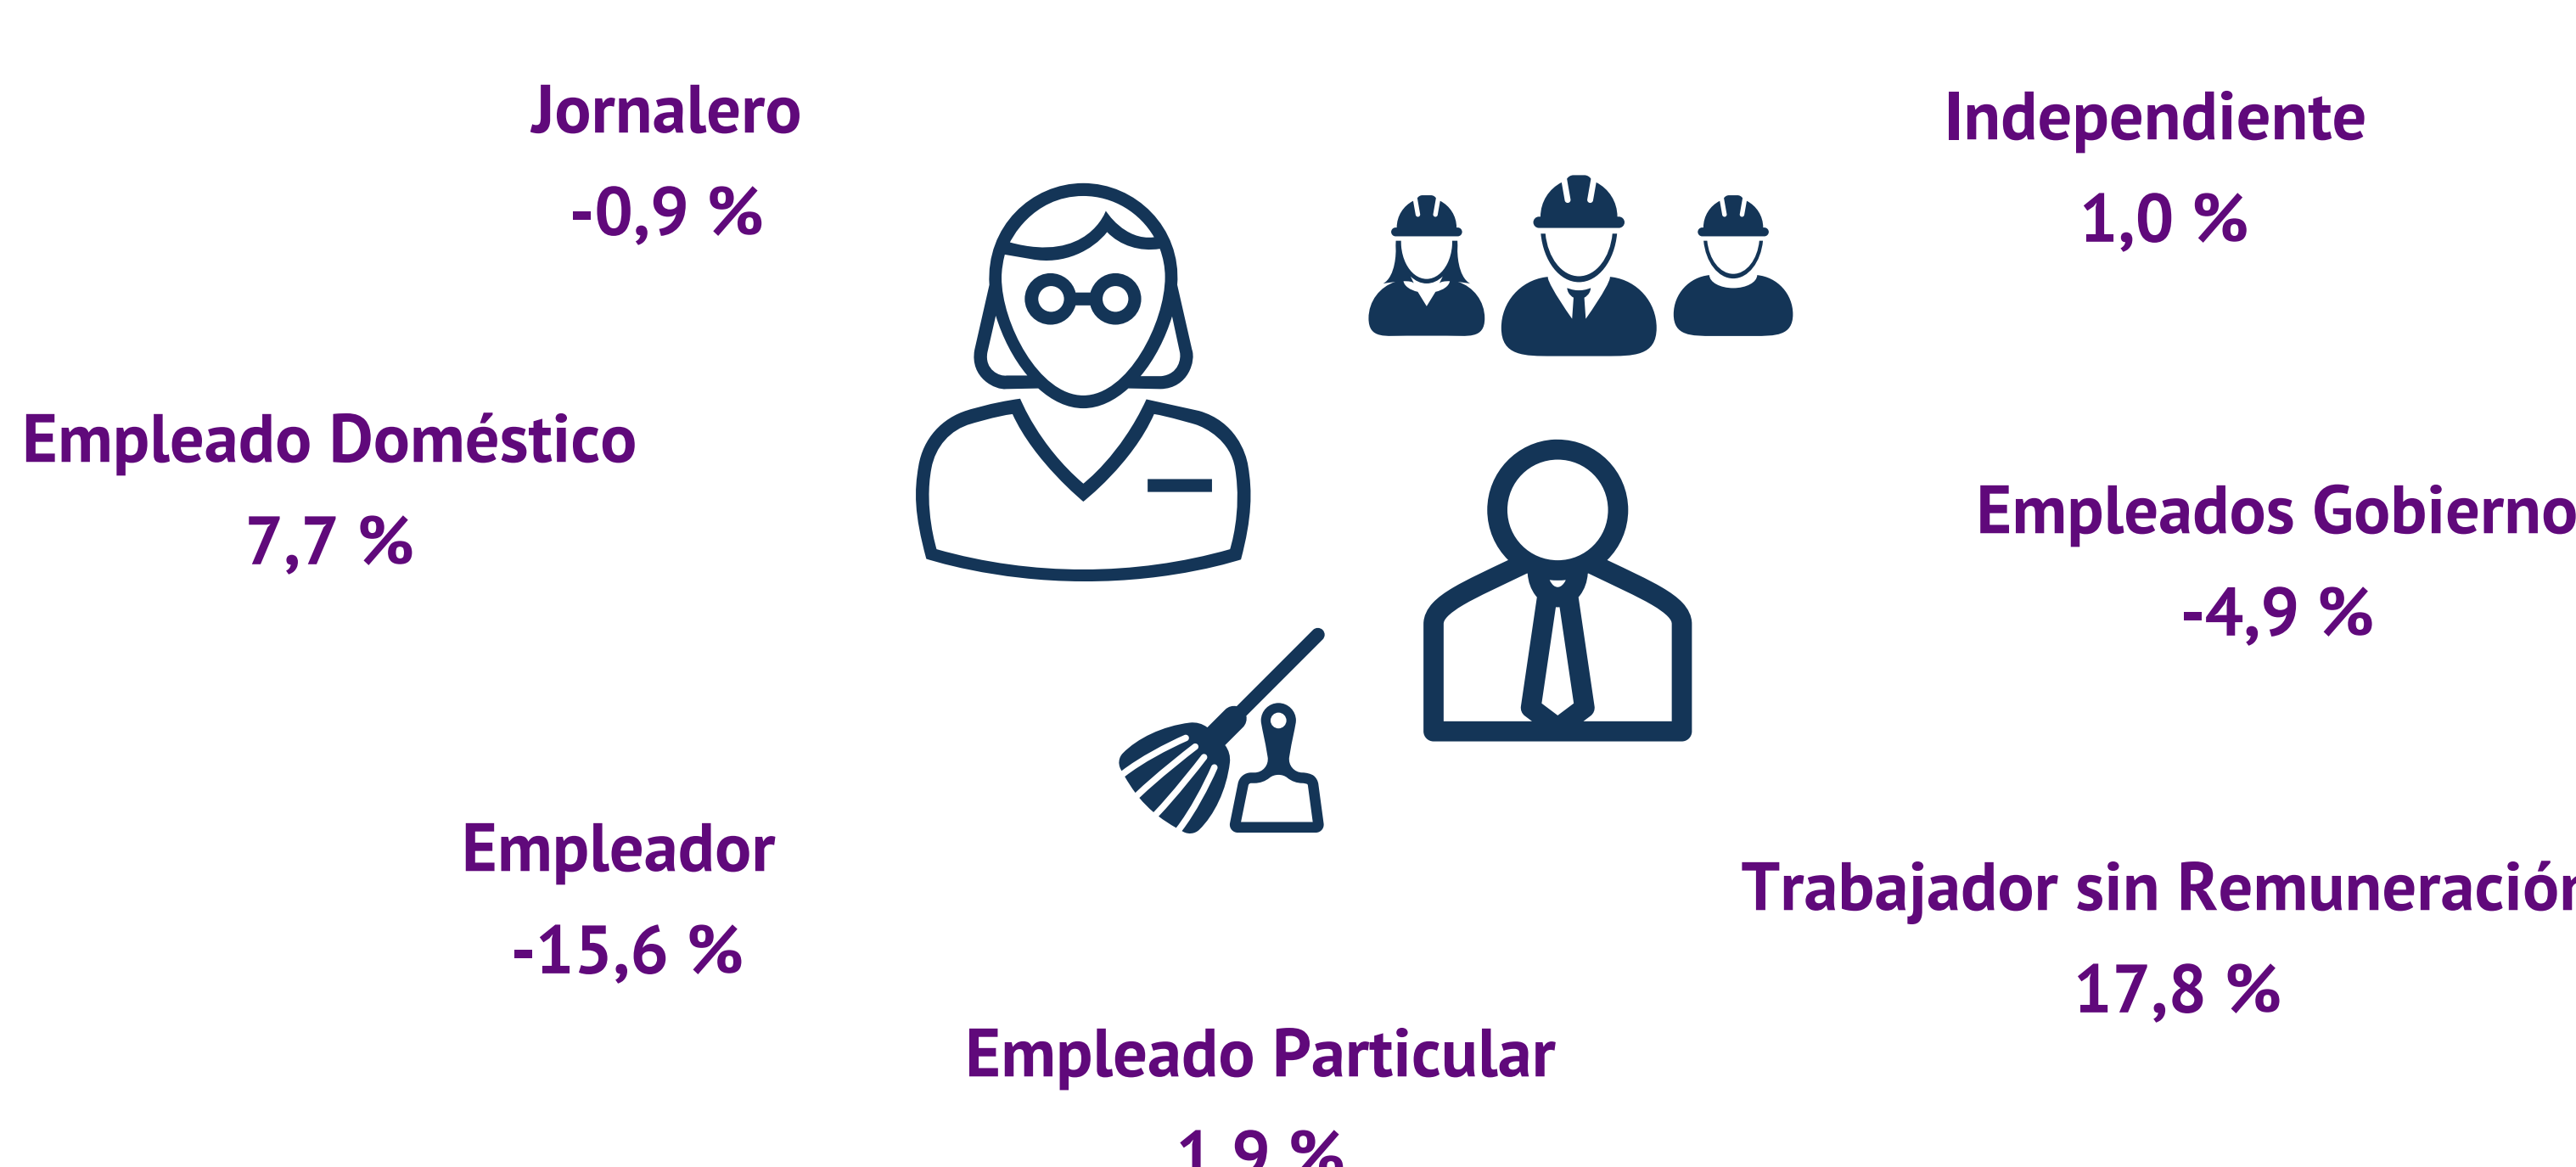 Jornalero
-0,9 %
Independiente
1,0 %
Empleado Doméstico
7,7 %
Empleados Gobierno
-4,9 %
Empleador
-15,6 %
Trabajador sin Remuneración
17,8 %
Empleado Particular
1,9 %